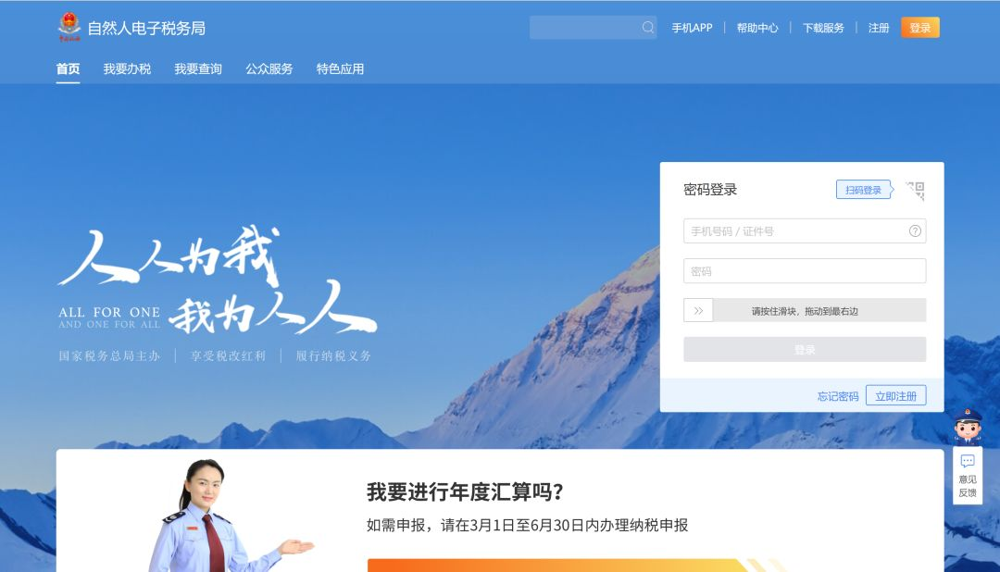 自然人电子税务局
手机APP
帮助中心
下载服务
注册
登录
首页
我要办税
我要查询
公众服务
特色应用
密码登录
扫码登录
手机号码 / 证件号
密码
请按住滑块，拖动到最右边
登录
忘记密码
立即注册
人人为我
我为人人
ALL FOR ONE
AND ONE FOR ALL
国家税务总局主办
享受税改红利
履行纳税义务
意见
反馈
我要进行年度汇算吗?
如需申报，请在3月1日至6月30日内办理纳税申报